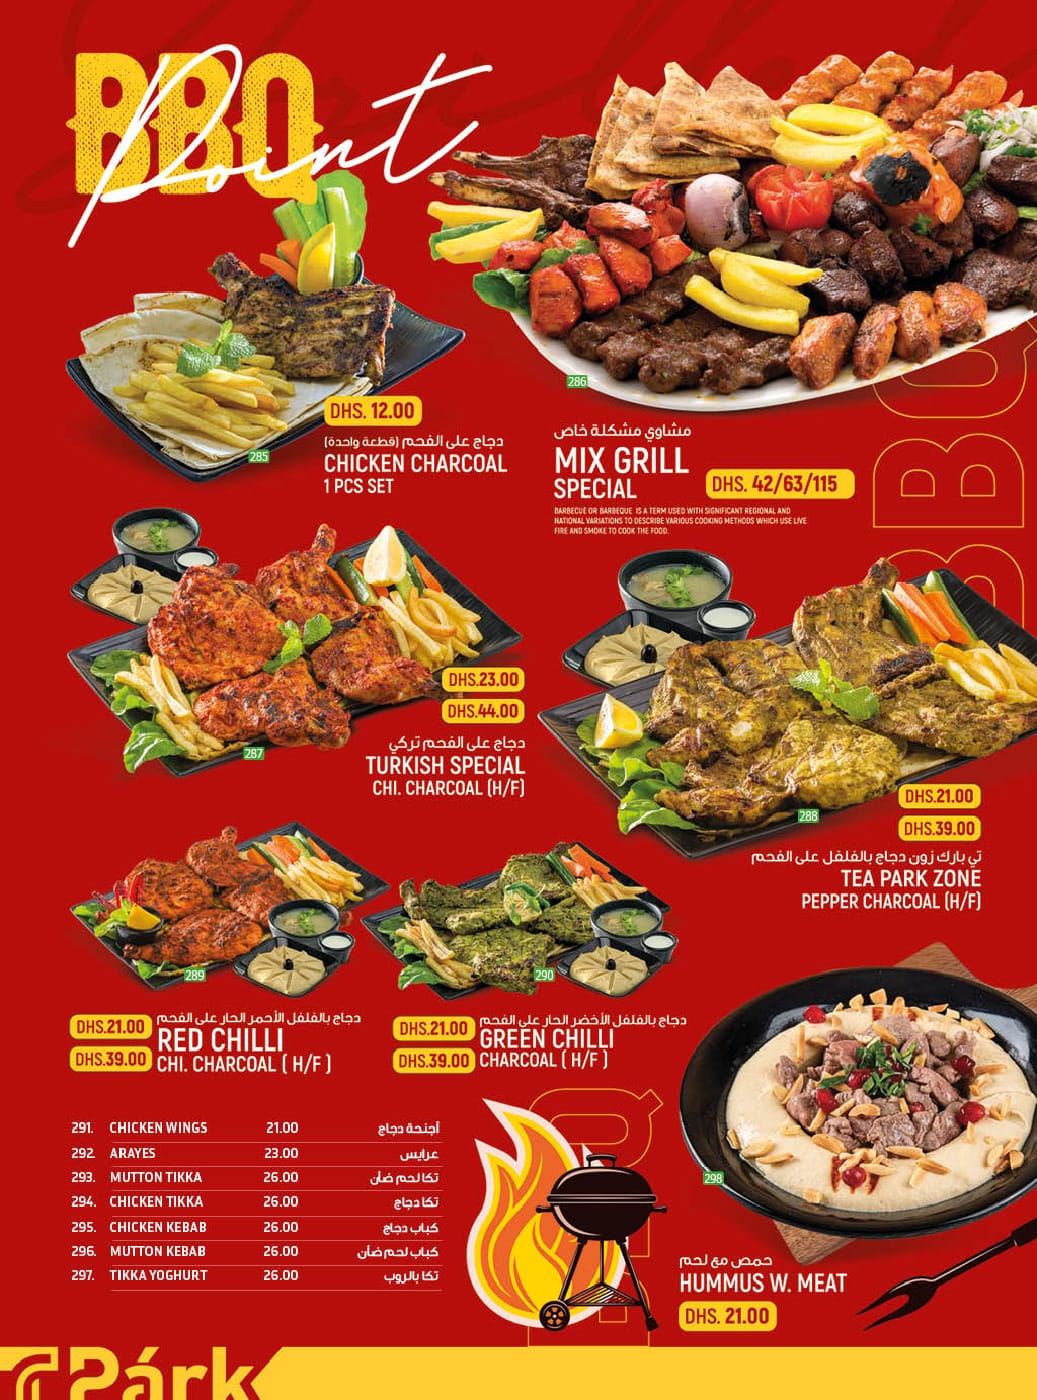 BBQ
Point
DHS. 12.00
285
دجاج على الفحم (قطعة واحدة)
CHICKEN CHARCOAL
1 PCS SET
286
مشاوي مشكلة خاص
MIX GRILL
SPECIAL
DHS. 42/63/115
BARBECUE OR BARBEQUE IS A TERM USED WITH SIGNIFICANT REGIONAL AND
NATIONAL VARIATIONS TO DESCRIBE VARIOUS COOKING METHODS WHICH USE LIVE
FIRE AND SMOKE TO COOK THE FOOD.
BBQ
DHS.23.00
DHS.44.00
287
دجاج على الفحم تركي
TURKISH SPECIAL
CHI. CHARCOAL (H/F)
288
DHS.21.00
DHS.39.00
تي بارك زون دجاج بالفلفل على الفحم
TEA PARK ZONE
PEPPER CHARCOAL (H/F)
289
DHS.21.00
DHS.39.00
دجاج بالفلفل الأحمر الحار على الفحم
RED CHILLI
CHI. CHARCOAL ( H/F )
290
DHS.21.00
DHS.39.00
دجاج بالفلفل الأخضر الحار على الفحم
GREEN CHILLI
CHARCOAL ( H/F )
291. CHICKEN WINGS 21.00 أجنحة دجاج
292. ARAYES 23.00 عرايس
293. MUTTON TIKKA 26.00 تكا لحم ضأن
294. CHICKEN TIKKA 26.00 تكا دجاج
295. CHICKEN KEBAB 26.00 كباب دجاج
296. MUTTON KEBAB 26.00 كباب لحم ضأن
297. TIKKA YOGHURT 26.00 تكا بالروب
298
حمص مع لحم
HUMMUS W. MEAT
DHS. 21.00
Párk